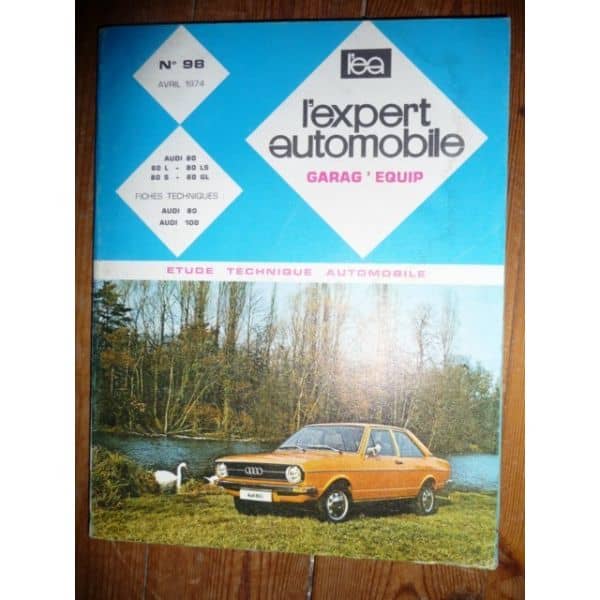 N° 98
AVRIL 1974
AUDI 80
80 L - 80 LS
80 S - 80 GL
FICHES TECHNIQUES
AUDI 80
AUDI 100
l'ea
l'expert
automobile
GARAG' EQUIP
ETUDE TECHNIQUE AUTOMOBILE